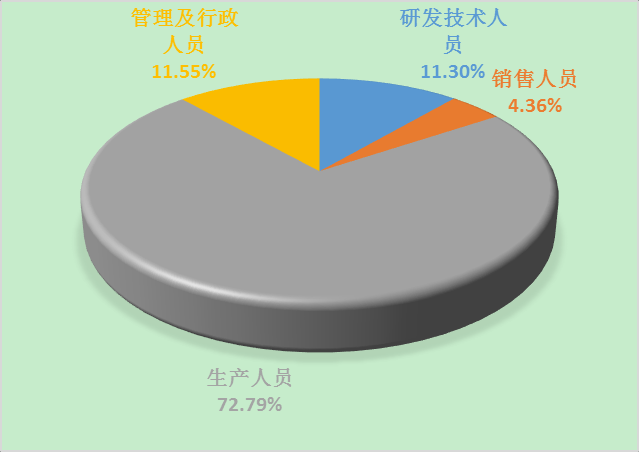 管理及行政
人员
11.55%
研发技术人
员
11.30%
销售人员
4.36%
生产人员
72.79%